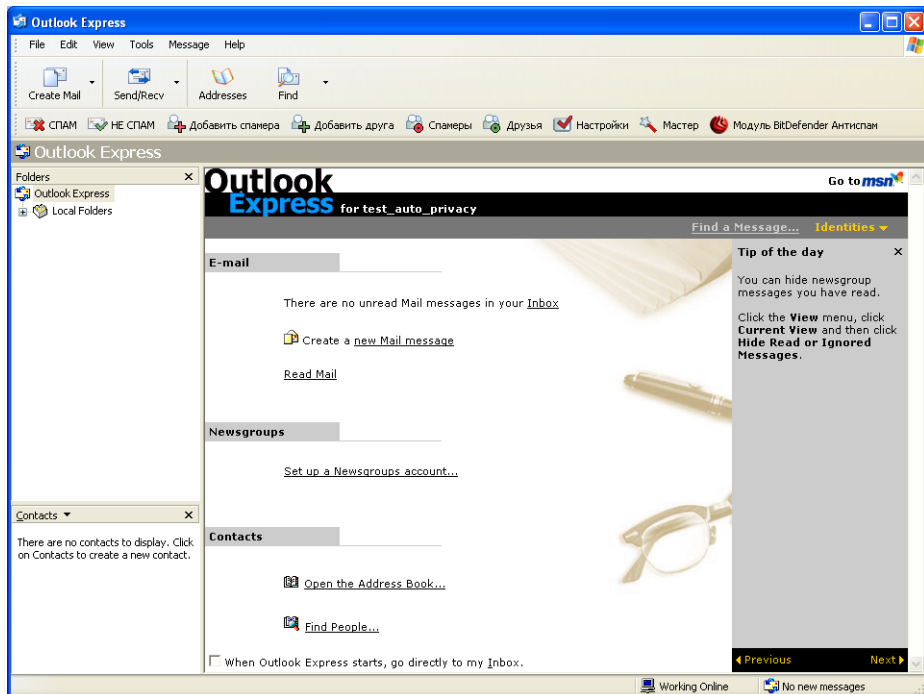 Outlook Express
File Edit View Tools Message Help
Create Mail Send/Recv Addresses Find
СПАМ НЕ СПАМ Добавить спамера Добавить друга Спамеры Друзья Настройки Мастер Модуль BitDefender Антиспам
Outlook Express
Folders
Outlook Express
Local Folders
Contacts
There are no contacts to display. Click
on Contacts to create a new contact.
Outlook
Express for test_auto_privacy
Go to msn
Find a Message... Identities
E-mail
There are no unread Mail messages in your Inbox
Create a new Mail message
Read Mail
Newsgroups
Set up a Newsgroups account...
Contacts
Open the Address Book...
Find People...
When Outlook Express starts, go directly to my Inbox.
Tip of the day
You can hide newsgroup
messages you have read.
Click the View menu, click
Current View and then click
Hide Read or Ignored
Messages.
Previous Next
Working Online No new messages